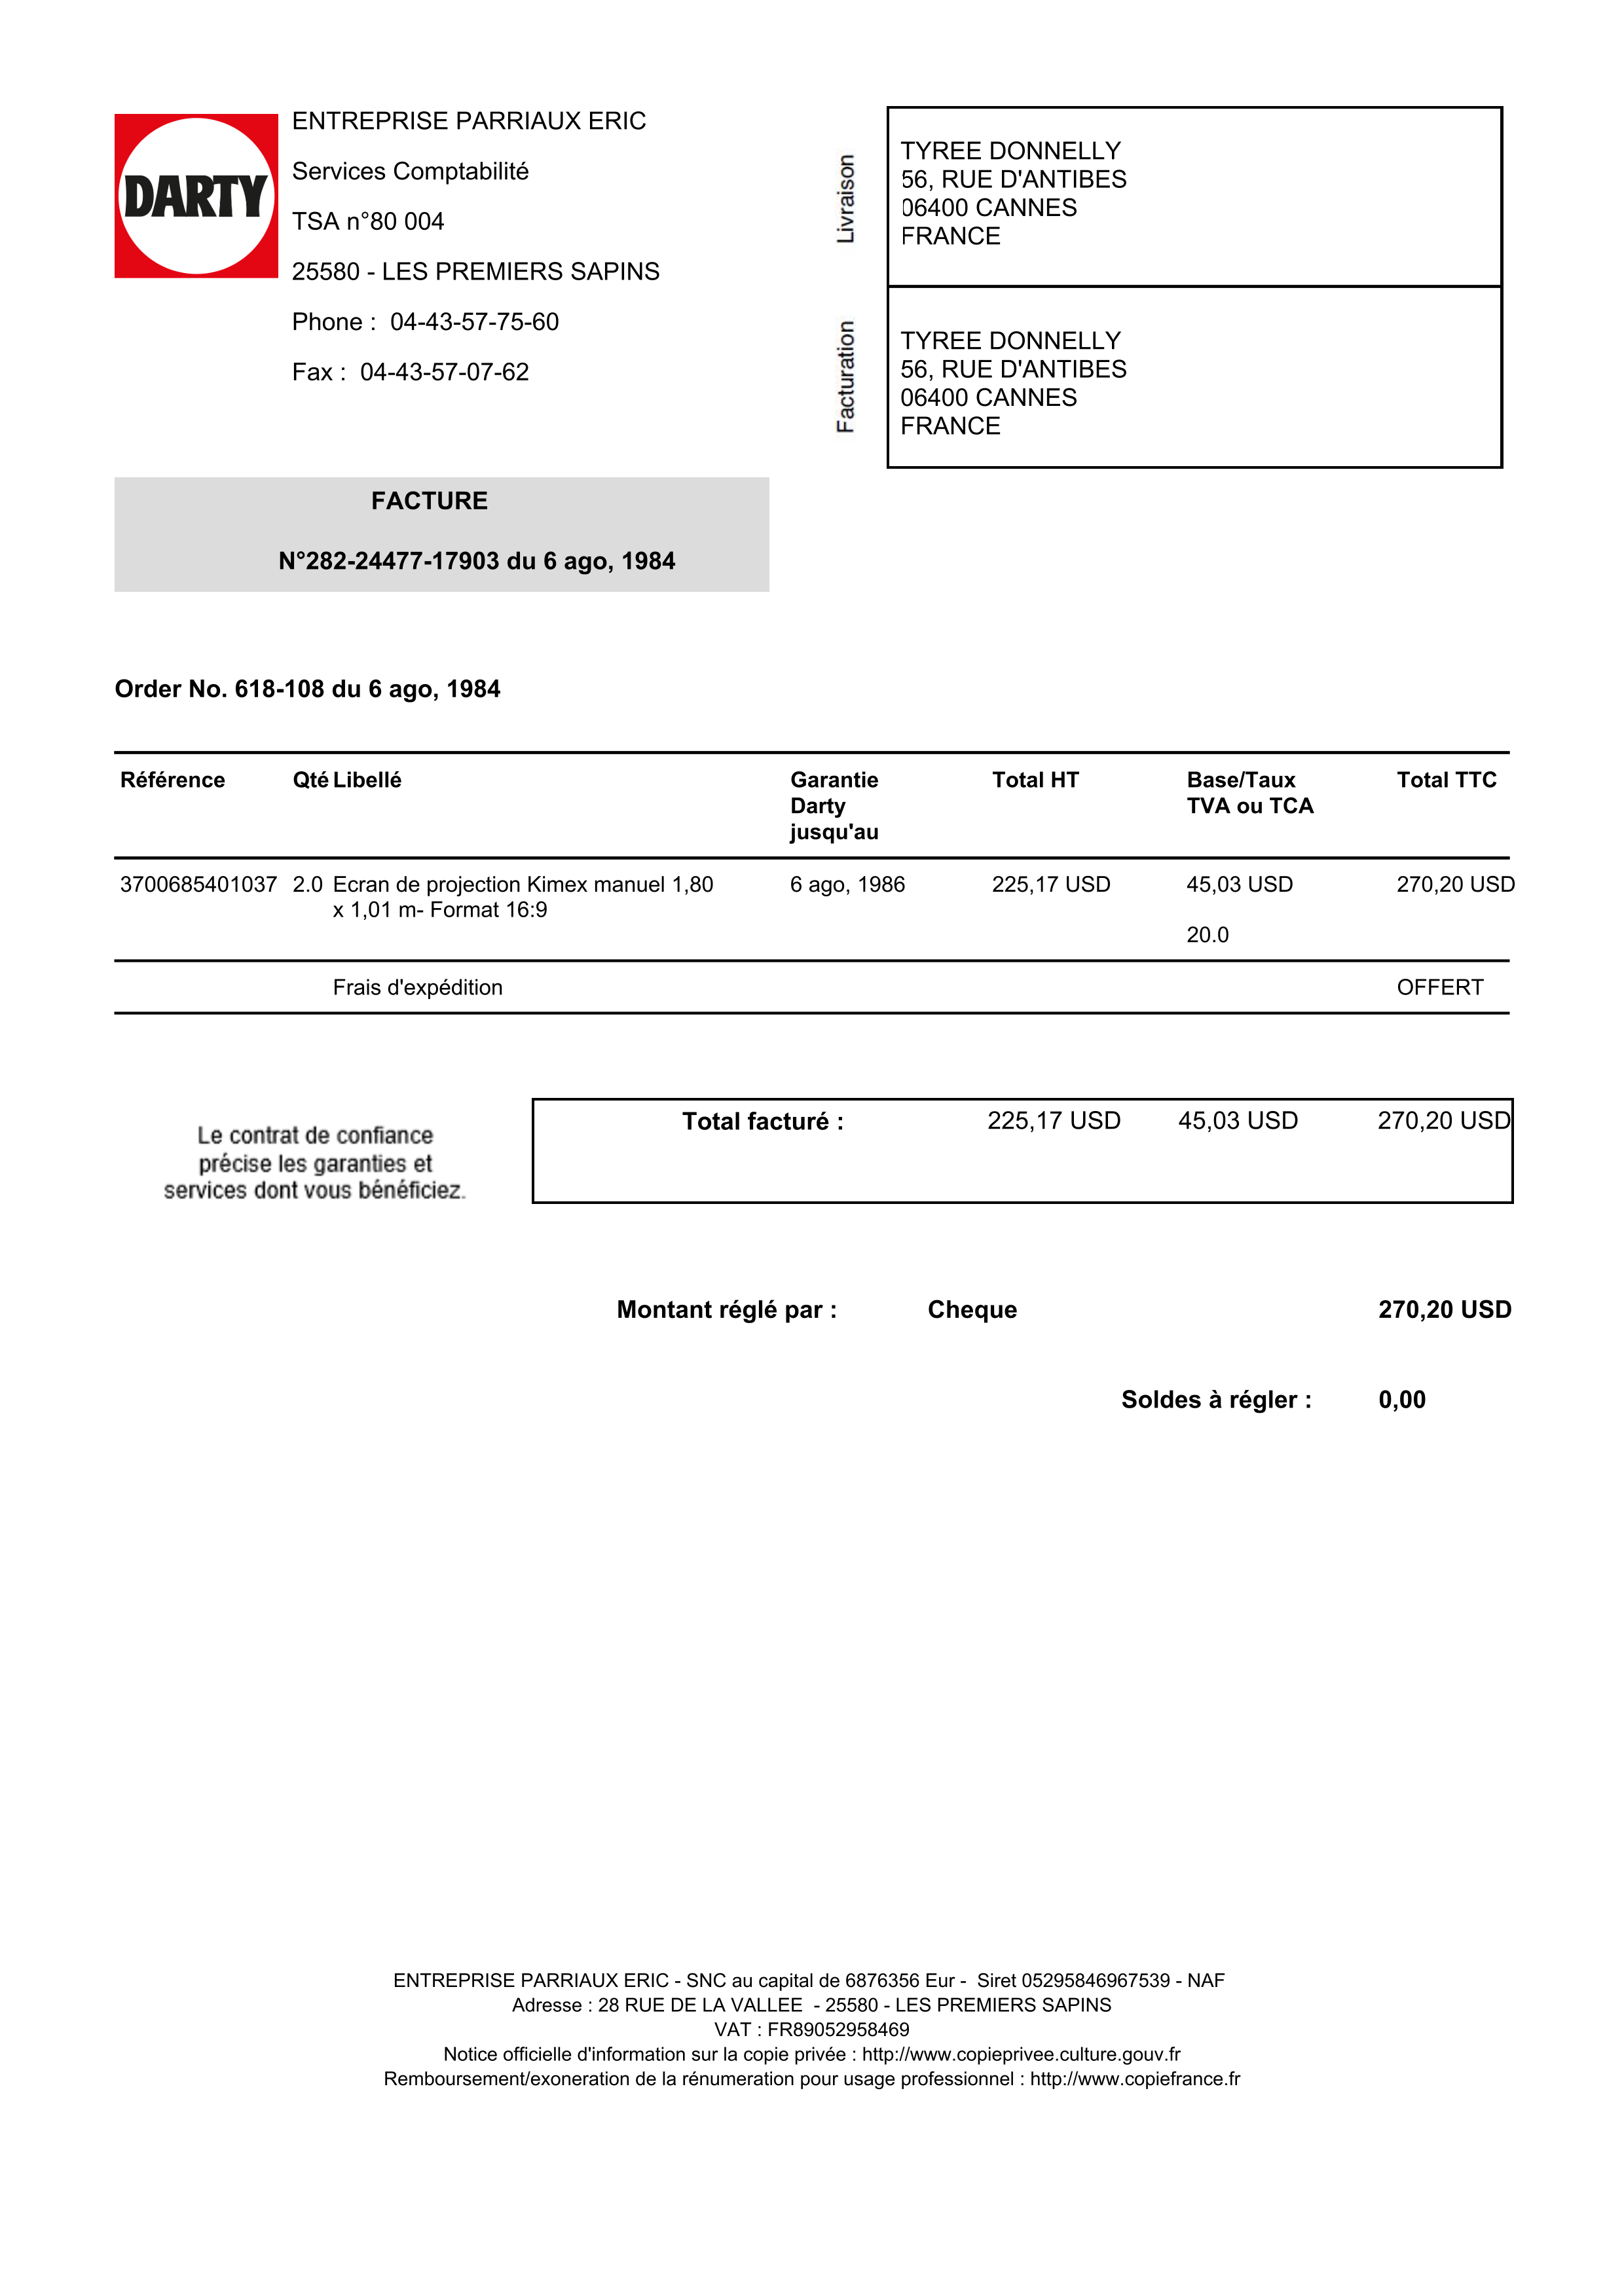 DARTY
ENTREPRISE PARRIAUX ERIC
Services Comptabilité
TSA n°80 004
25580 - LES PREMIERS SAPINS
Phone : 04-43-57-75-60
Fax : 04-43-57-07-62
Livraison
TYREE DONNELLY
56, RUE D'ANTIBES
06400 CANNES
FRANCE
Facturation
TYREE DONNELLY
56, RUE D'ANTIBES
06400 CANNES
FRANCE
FACTURE
N°282-24477-17903 du 6 ago, 1984
Order No. 618-108 du 6 ago, 1984
Référence Qté Libellé Garantie Total HT Base/Taux Total TTC
Darty TVA ou TCA
jusqu'au
3700685401037 2.0 Ecran de projection Kimex manuel 1,80 6 ago, 1986 225,17 USD 45,03 USD 270,20 USD
x 1,01 m- Format 16:9
20.0
Frais d'expédition OFFERT
Total facturé : 225,17 USD 45,03 USD 270,20 USD
Le contrat de confiance
précise les garanties et
services dont vous bénéficiez.
Montant réglé par : Cheque 270,20 USD
Soldes à régler : 0,00
ENTREPRISE PARRIAUX ERIC - SNC au capital de 6876356 Eur - Siret 05295846967539 - NAF
Adresse : 28 RUE DE LA VALLEE - 25580 - LES PREMIERS SAPINS
VAT : FR89052958469
Notice officielle d'information sur la copie privée : http://www.copieprivee.culture.gouv.fr
Remboursement/exoneration de la rénumeration pour usage professionnel : http://www.copiefrance.fr